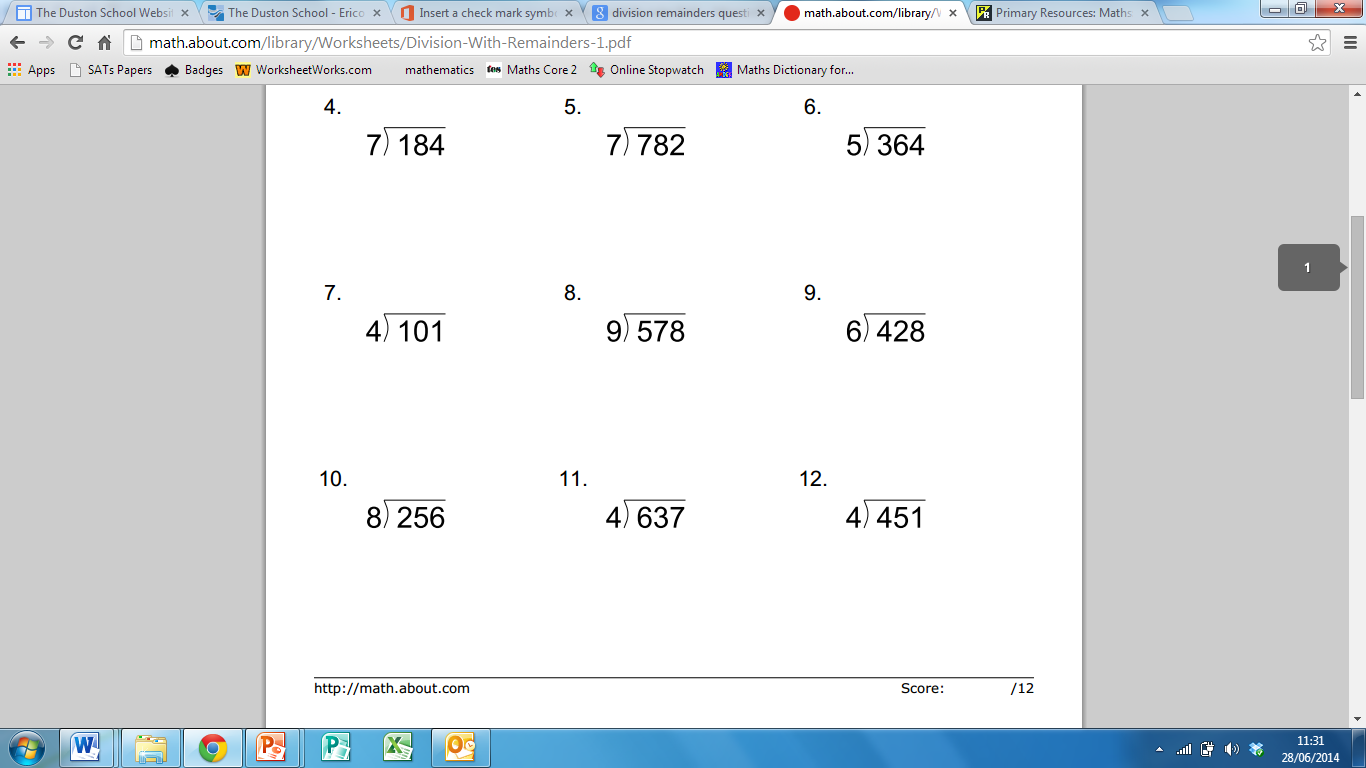 The Duston School Websi
The Duston School - Erico
Insert a check mark symb
division remainders questi
math.about.com/library/W
Primary Resources: Maths
math.about.com/library/Worksheets/Division-With-Remainders-1.pdf
Apps SATs Papers Badges WorksheetWorks.com mathematics tes Maths Core 2 Online Stopwatch Maths Dictionary for...
4. 5. 6.
7)184 7)782 5)364
1
7. 8. 9.
4)101 9)578 6)428
10. 11. 12.
8)256 4)637 4)451
http://math.about.com Score: /12
11:31
28/06/2014